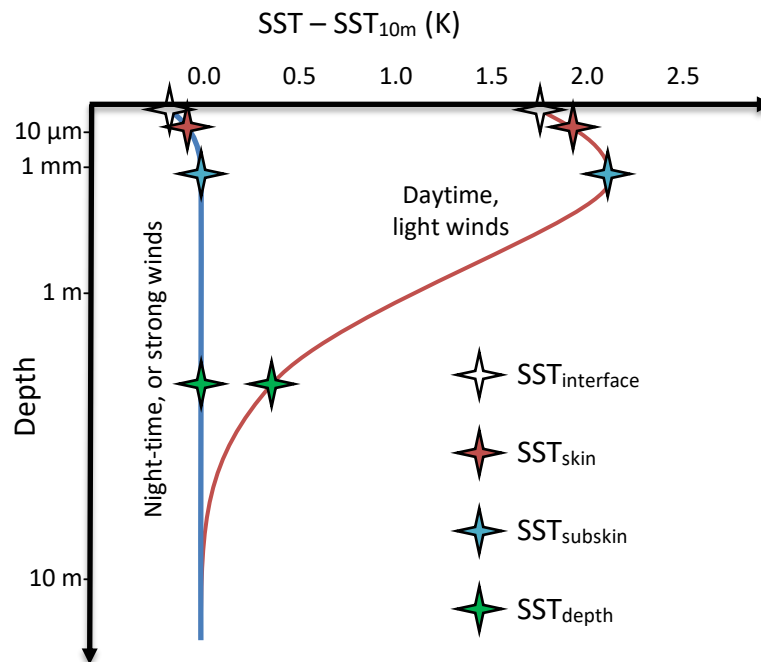 SST – SST10m (K)
0.0 0.5 1.0 1.5 2.0 2.5
10 µm
1 mm
1 m
10 m
Depth
Night-time, or strong winds
Daytime,
light winds
SSTinterface
SSTskin
SSTsubskin
SSTdepth